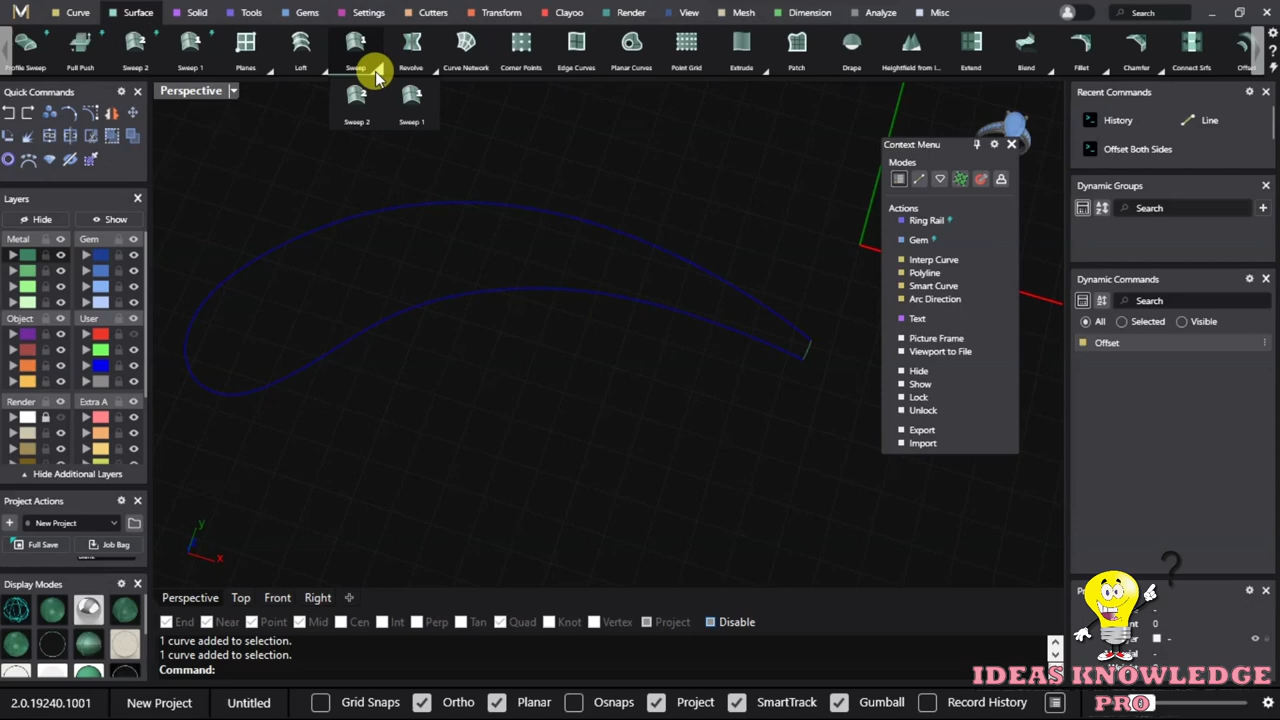 Curve Surface Solid Tools Gems Settings Cutters Transform Clayoo Render View Mesh Dimension Analyze Misc Search
Profile Sweep Pull Push Sweep 2 Sweep 1 Planes Loft Sweep Revolve Curve Network Corner Points Edge Curves Planar Curves Point Grid Extrude Patch Drape Heightfield from I Extend Blend Fillet Chamfer Connect Srfs Offset
Sweep 2 Sweep 1
Quick Commands
Perspective
Layers
Hide Show
Metal Gem
Object User
Render Extra A
Hide Additional Layers
Project Actions
New Project
Full Save Job Bag
Display Modes
Context Menu
Modes
Actions
Ring Rail
Gem
Interp Curve
Polyline
Smart Curve
Arc Direction
Text
Picture Frame
Viewport to File
Hide
Show
Lock
Unlock
Export
Import
Recent Commands
History Line
Offset Both Sides
Dynamic Groups
Search
Dynamic Commands
Search
All Selected Visible
Offset
y
x
Perspective Top Front Right
End Near Point Mid Cen Int Perp Tan Quad Knot Vertex Project Disable
1 curve added to selection.
1 curve added to selection.
Command:
0
?
IDEAS KNOWLEDGE
PRO
2.0.19240.1001 New Project Untitled Grid Snaps Ortho Planar Osnaps Project SmartTrack Gumball Record History